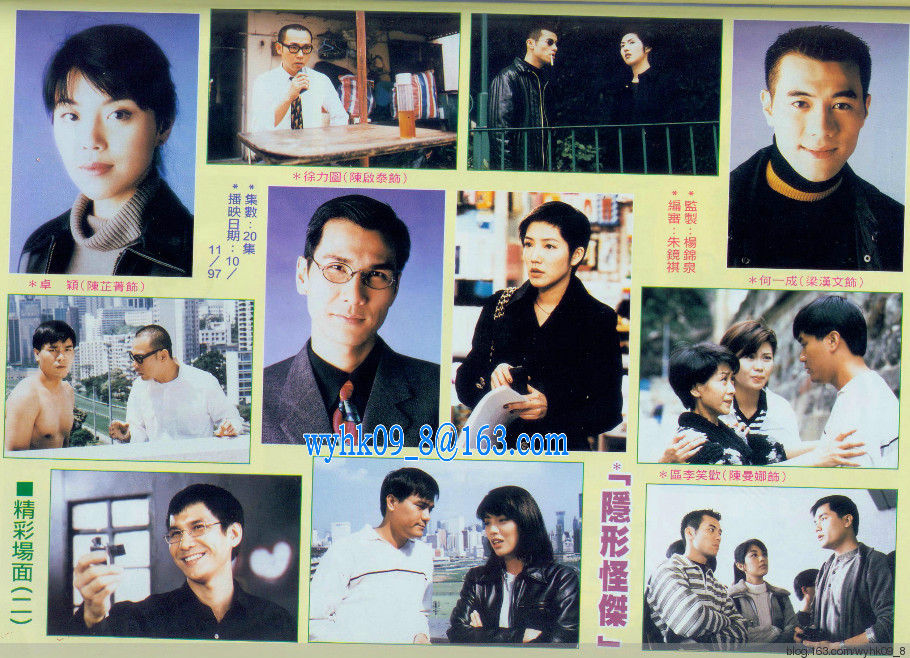 *徐力圖(陳啟泰飾)
*集數:20集
*播映日期:11/10/97
*監製:楊錦泉
*編審:朱鏡祺
*卓 穎(陳芷菁飾)
*何一成(梁漢文飾)
wyhk09_8@163.com
*區李笑歡(陳曼娜飾)
■精彩場面(二)
*「隱形怪傑」
blog.163.com/wyhk09_8